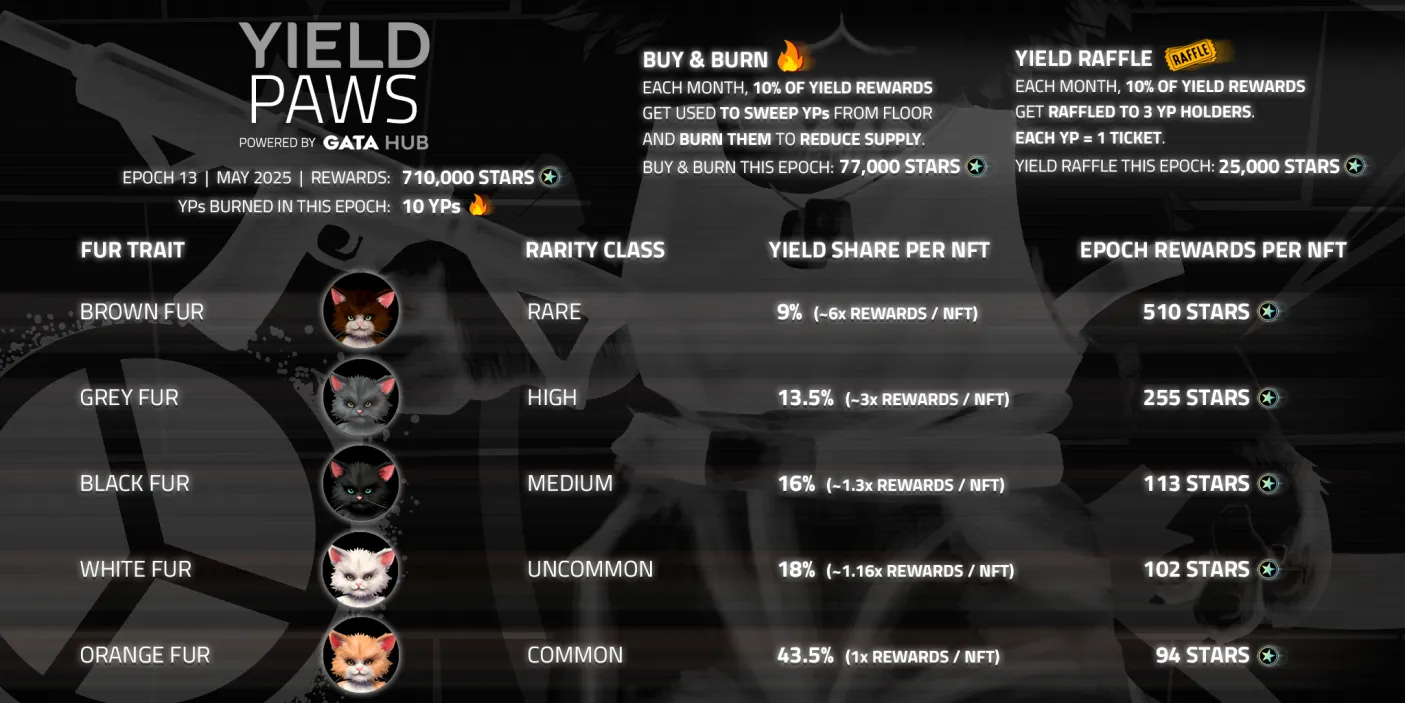 YIELD
PAWS
POWERED BY GATA HUB
EPOCH 13 | MAY 2025 | REWARDS: 710,000 STARS
YPs BURNED IN THIS EPOCH: 10 YPs
BUY & BURN
EACH MONTH, 10% OF YIELD REWARDS
GET USED TO SWEEP YPs FROM FLOOR
AND BURN THEM TO REDUCE SUPPLY.
BUY & BURN THIS EPOCH: 77,000 STARS
YIELD RAFFLE RAFFLE
EACH MONTH, 10% OF YIELD REWARDS
GET RAFFLED TO 3 YP HOLDERS.
EACH YP = 1 TICKET.
YIELD RAFFLE THIS EPOCH: 25,000 STARS
FUR TRAIT RARITY CLASS YIELD SHARE PER NFT EPOCH REWARDS PER NFT
BROWN FUR RARE 9% (~6x REWARDS / NFT) 510 STARS
GREY FUR HIGH 13.5% (~3x REWARDS / NFT) 255 STARS
BLACK FUR MEDIUM 16% (~1.3x REWARDS / NFT) 113 STARS
WHITE FUR UNCOMMON 18% (~1.16x REWARDS / NFT) 102 STARS
ORANGE FUR COMMON 43.5% (1x REWARDS / NFT) 94 STARS